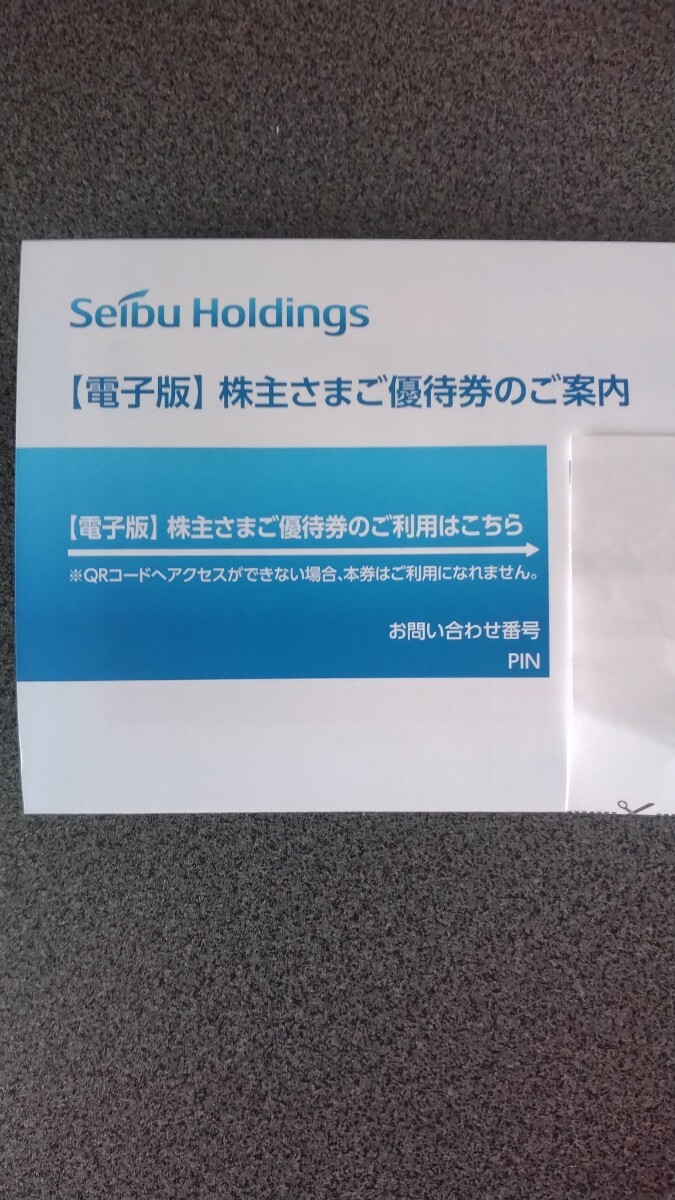 Seibu Holdings
【電子版】株主さまご優待券のご案内
【電子版】株主さまご優待券のご利用はこちら
※QRコードへアクセスができない場合、本券はご利用になれません。
お問い合わせ番号
PIN